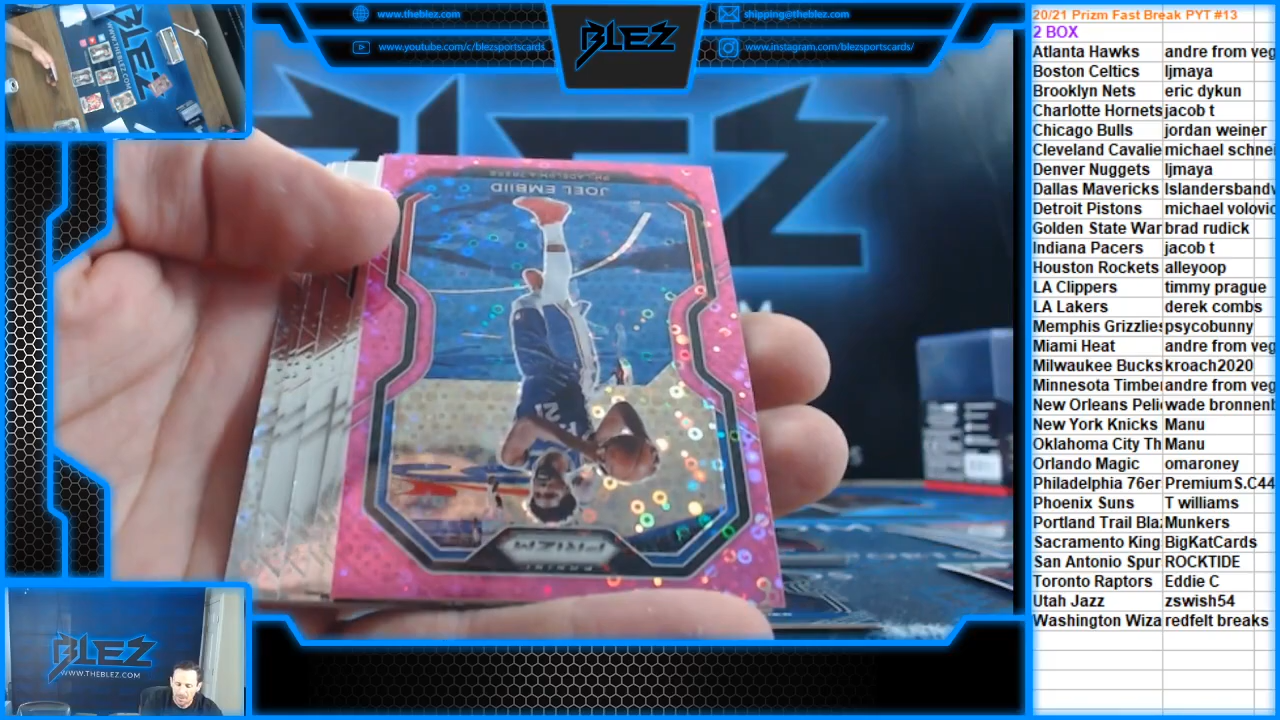 www.theblez.com
www.youtube.com/c/blezsportscards
BLEZ
shipping@theblez.com
www.instagram.com/blezsportscards/
20/21 Prizm Fast Break PYT #13
2 BOX
Atlanta Hawks andre from veg
Boston Celtics ljmaya
Brooklyn Nets eric dykun
Charlotte Hornets jacob t
Chicago Bulls jordan weiner
Cleveland Cavalie michael schnei
Denver Nuggets ljmaya
Dallas Mavericks Islandersbandw
Detroit Pistons michael volovic
Golden State War brad rudick
Indiana Pacers jacob t
Houston Rockets alleyoop
LA Clippers timmy prague
LA Lakers derek combs
Memphis Grizzlies psycobunny
Miami Heat andre from veg
Milwaukee Bucks kroach2020
Minnesota Timbe andre from veg
New Orleans Peli wade bronnenb
New York Knicks Manu
Oklahoma City Th Manu
Orlando Magic omaroney
Philadelphia 76er PremiumS.C44
Phoenix Suns T williams
Portland Trail Bla Munkers
Sacramento King BigKatCards
San Antonio Spur ROCKTIDE
Toronto Raptors Eddie C
Utah Jazz zswish54
Washington Wiza redfelt breaks
PHILADELPHIA 76ERS
JOEL EMBIID
21
PRIZM
PANINI
BLEZ
BLEZ
WWW.THEBLEZ.COM